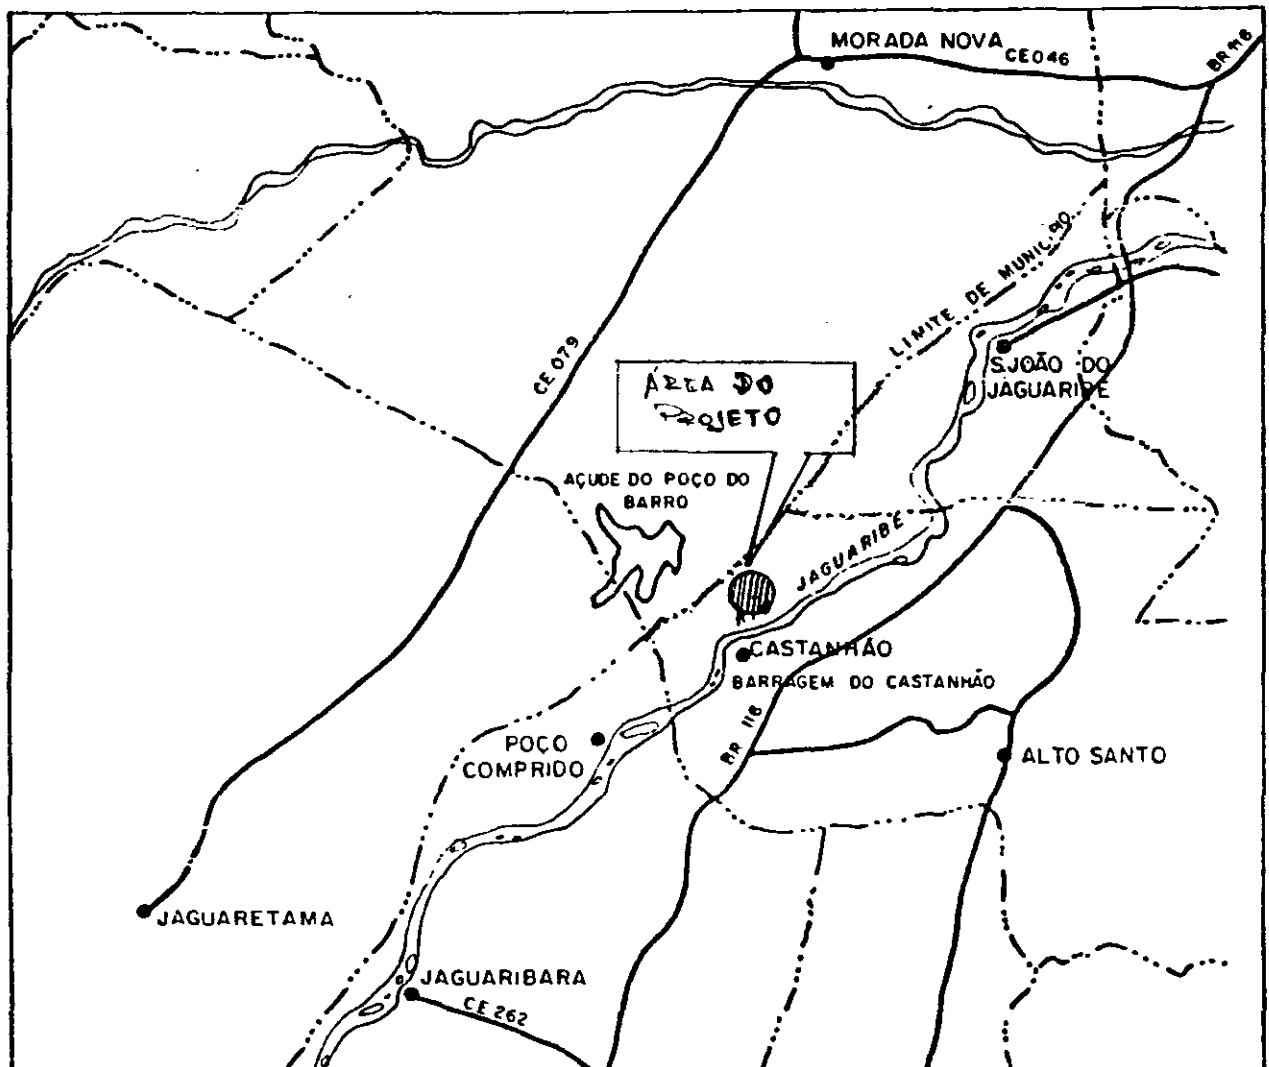 MORADA NOVA
CE 046
BR 116
LIMITE DE MUNICÍPIO
CE 079
S.JOÃO DO
JAGUARIBE
ÁREA DO
PROJETO
AÇUDE DO POÇO DO
BARRO
JAGUARIBE
CASTANHÃO
BARRAGEM DO CASTANHÃO
BR 116
POÇO
COMPRIDO
ALTO SANTO
JAGUARETAMA
JAGUARIBARA
CE 262